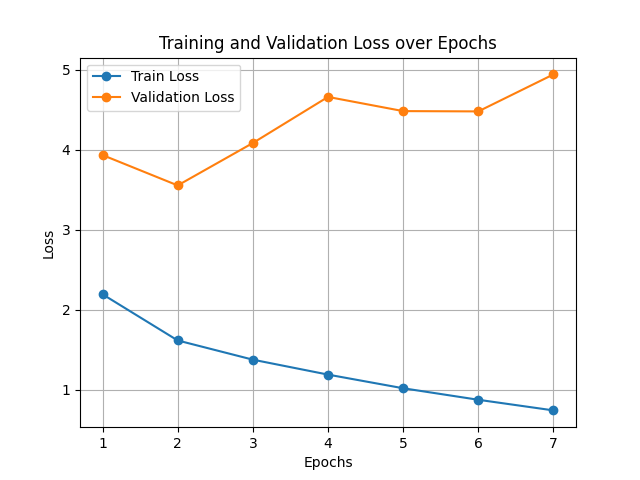 Training and Validation Loss over Epochs
Train Loss
Validation Loss
5
4
3
2
1
Loss
1 2 3 4 5 6 7
Epochs